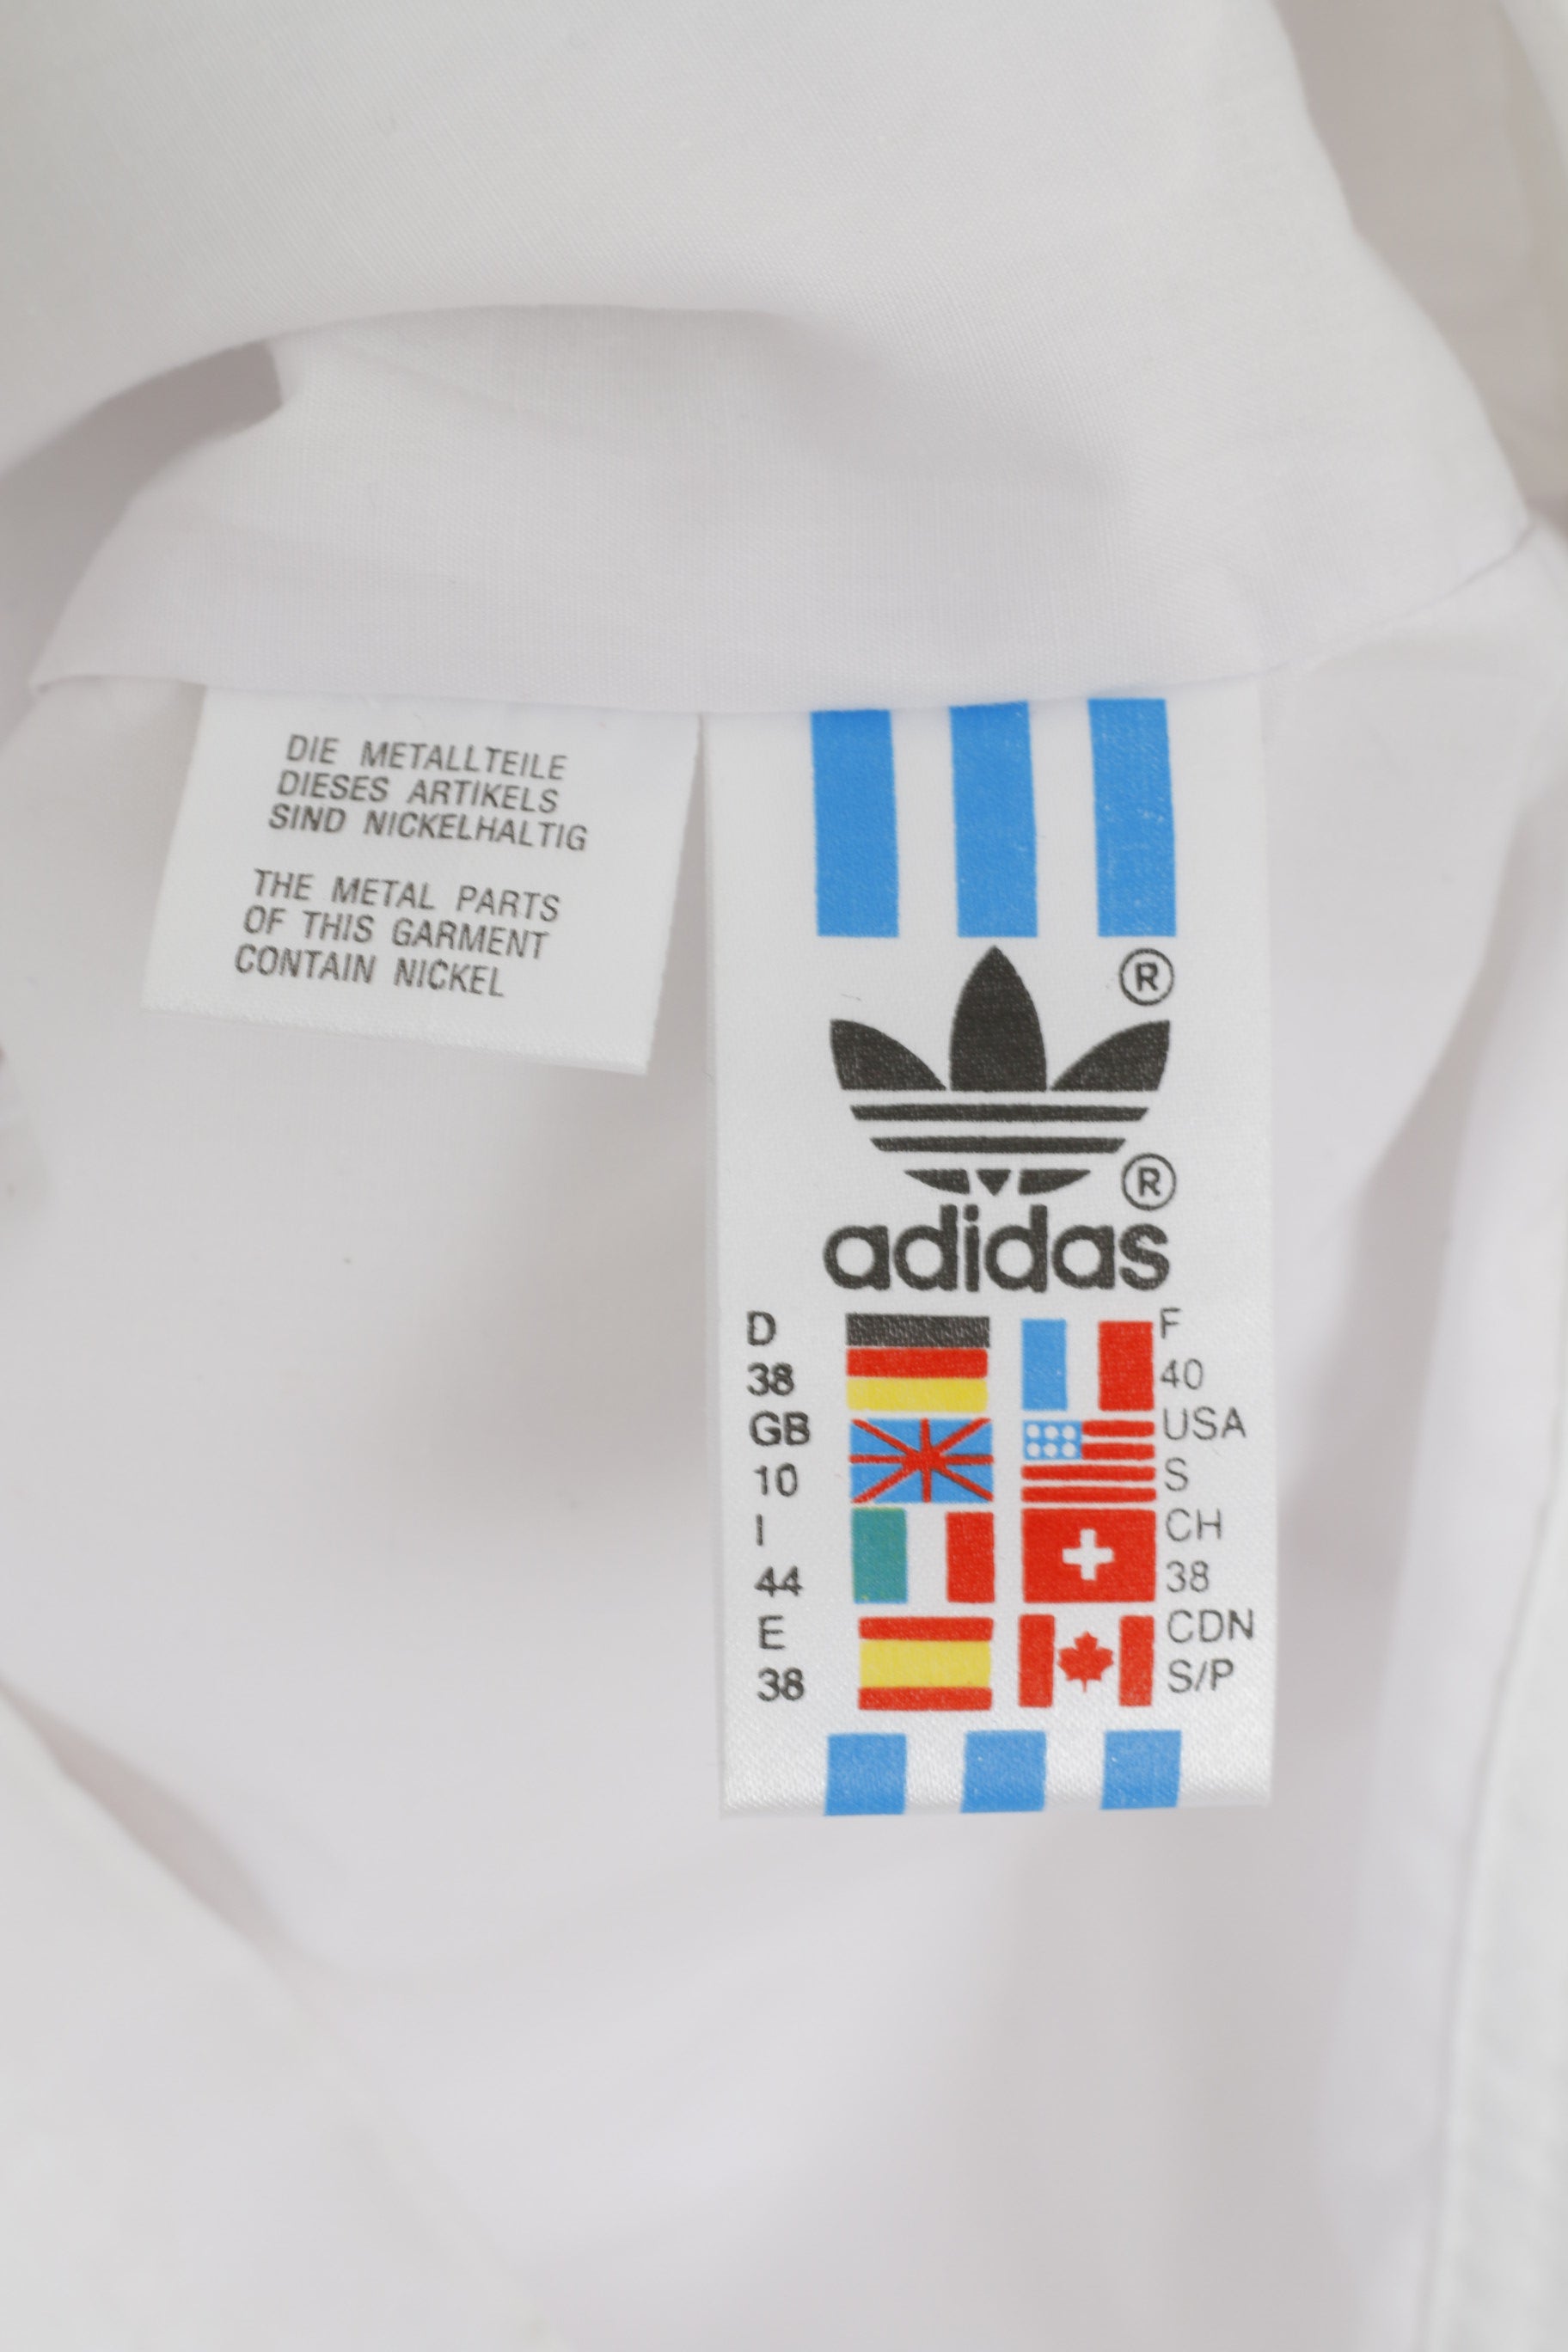 DIE METALLTEILE
DIESES ARTIKELS
SIND NICKELHALTIG
THE METAL PARTS
OF THIS GARMENT
CONTAIN NICKEL
®
®
adidas
D
38
GB
10
I
44
E
38
F
40
USA
S
CH
38
CDN
S/P